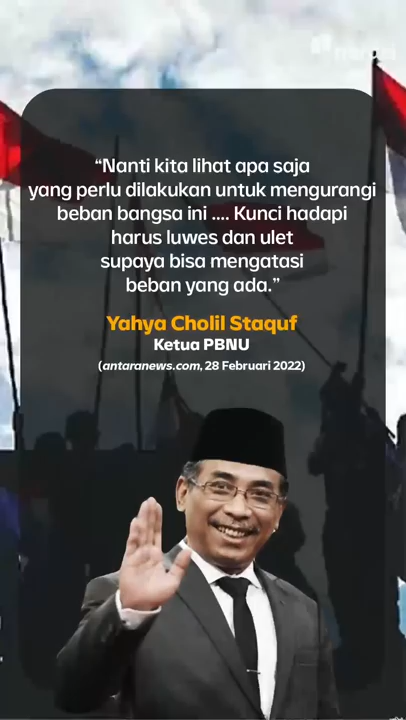 “Nanti kita lihat apa saja
yang perlu dilakukan untuk mengurangi
beban bangsa ini .... Kunci hadapi
harus luwes dan ulet
supaya bisa mengatasi
beban yang ada.”
Yahya Cholil Staquf
Ketua PBNU
(antaranews.com, 28 Februari 2022)